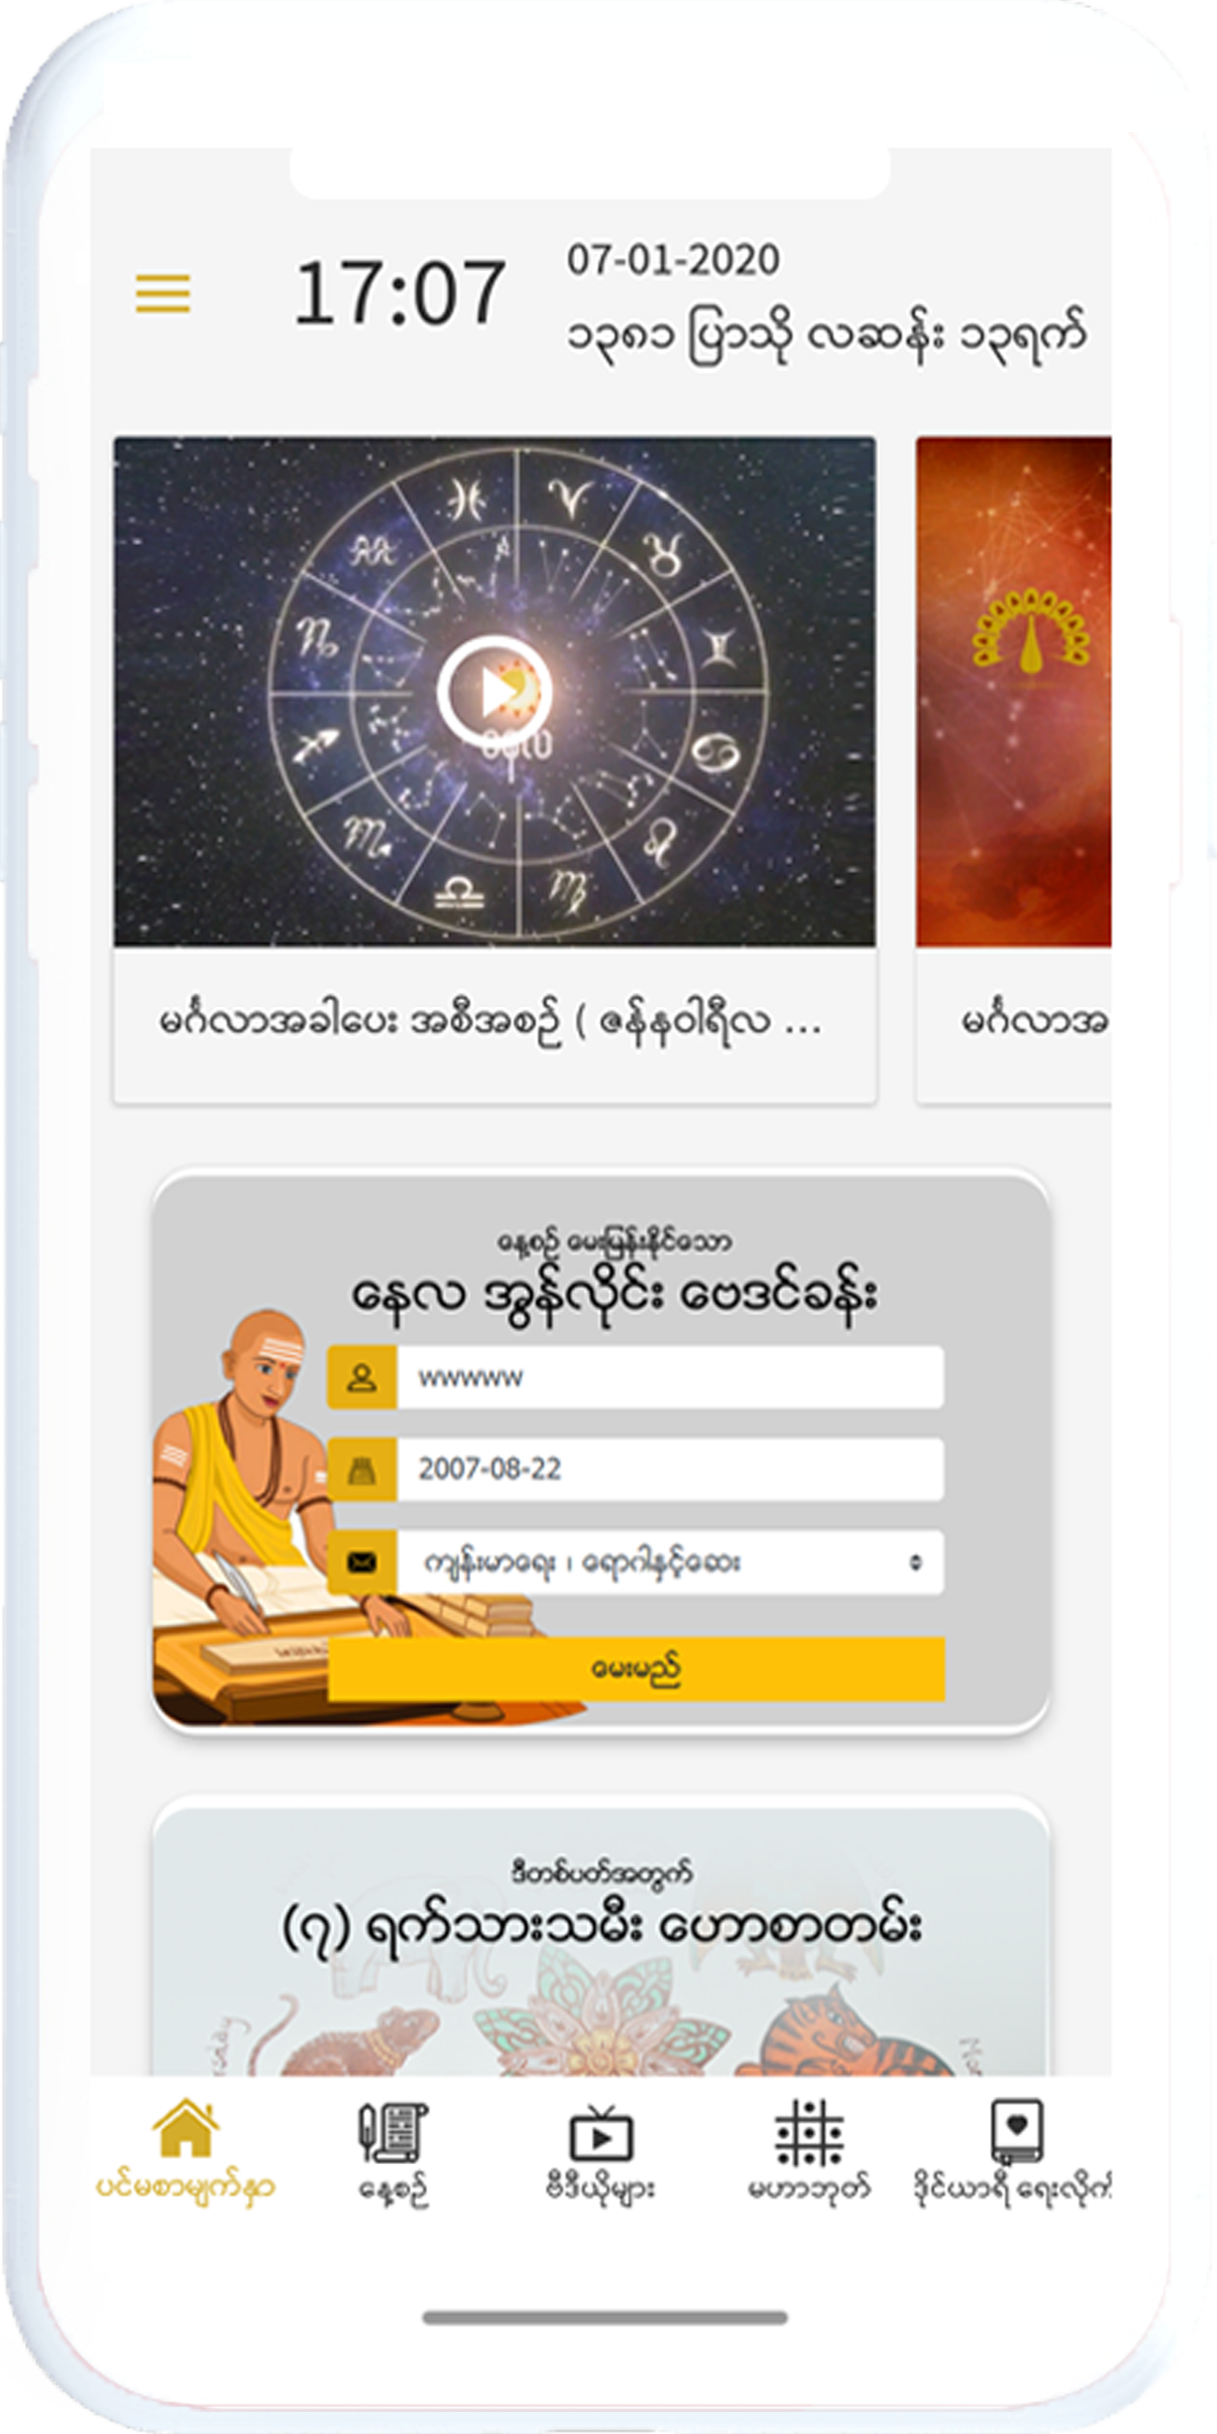 17:07
07-01-2020
၁၃၈၁ ပြာသို လဆန်း ၁၃ရက်
မင်္ဂလာအခါပေး အစီအစဉ် ( ဇန်နဝါရီလ ...
မင်္ဂလာအ
နေ့စဉ် မေးမြန်းနိုင်သော
နေလ အွန်လိုင်း ဗေဒင်ခန်း
wwwww
2007-08-22
ကျန်းမာရေး ၊ ရောဂါနှင့်ဆေး
မေးမည်
ဒီတစ်ပတ်အတွက်
(၇) ရက်သားသမီး ဟောစာတမ်း
ပင်မစာမျက်နှာ
နေ့စဉ်
ဗီဒီယိုများ
မဟာဘုတ်
ဒိုင်ယာရီ ရေးလိုက်